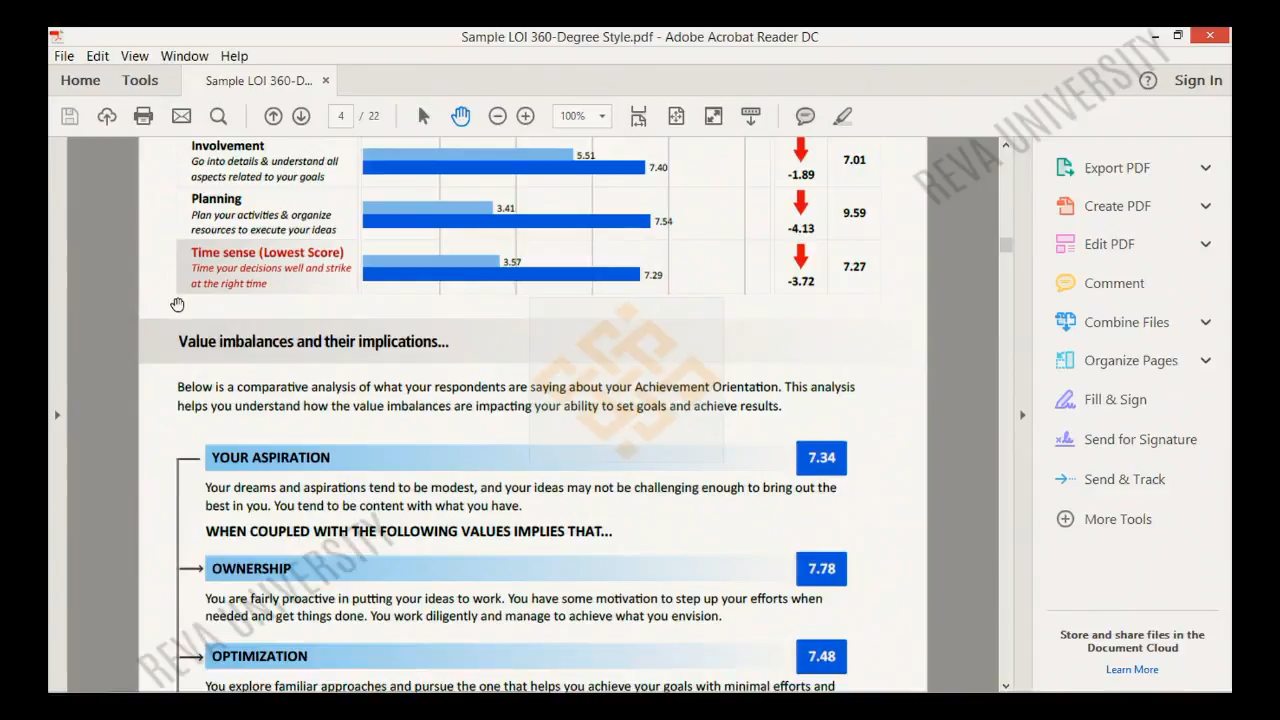 Sample LOI 360-Degree Style.pdf - Adobe Acrobat Reader DC
File Edit View Window Help
Home Tools Sample LOI 360-D... × Sign In
4 / 22 100%
Involvement
Go into details & understand all
aspects related to your goals
5.51
7.40
-1.89
7.01
Planning
Plan your activities & organize
resources to execute your ideas
3.41
7.54
-4.13
9.59
Time sense (Lowest Score)
Time your decisions well and strike
at the right time
3.57
7.29
-3.72
7.27
Value imbalances and their implications...
Below is a comparative analysis of what your respondents are saying about your Achievement Orientation. This analysis
helps you understand how the value imbalances are impacting your ability to set goals and achieve results.
YOUR ASPIRATION 7.34
Your dreams and aspirations tend to be modest, and your ideas may not be challenging enough to bring out the
best in you. You tend to be content with what you have.
WHEN COUPLED WITH THE FOLLOWING VALUES IMPLIES THAT...
OWNERSHIP 7.78
You are fairly proactive in putting your ideas to work. You have some motivation to step up your efforts when
needed and get things done. You work diligently and manage to achieve what you envision.
OPTIMIZATION 7.48
You explore familiar approaches and pursue the one that helps you achieve your goals with minimal efforts and
Export PDF
Create PDF
Edit PDF
Comment
Combine Files
Organize Pages
Fill & Sign
Send for Signature
Send & Track
More Tools
Store and share files in the
Document Cloud
Learn More
REVA UNIVERSITY
REVA UNIVERSITY